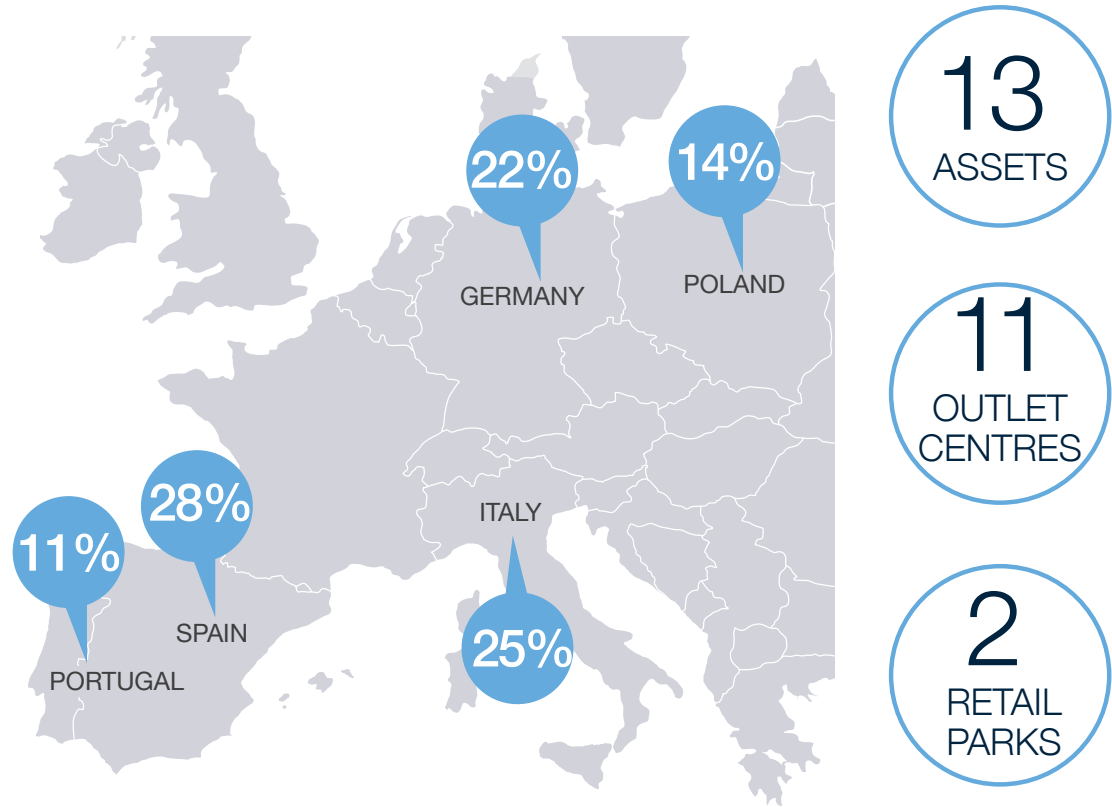 22%
GERMANY
14%
POLAND
28%
SPAIN
11%
PORTUGAL
ITALY
25%
13
ASSETS
11
OUTLET
CENTRES
2
RETAIL
PARKS